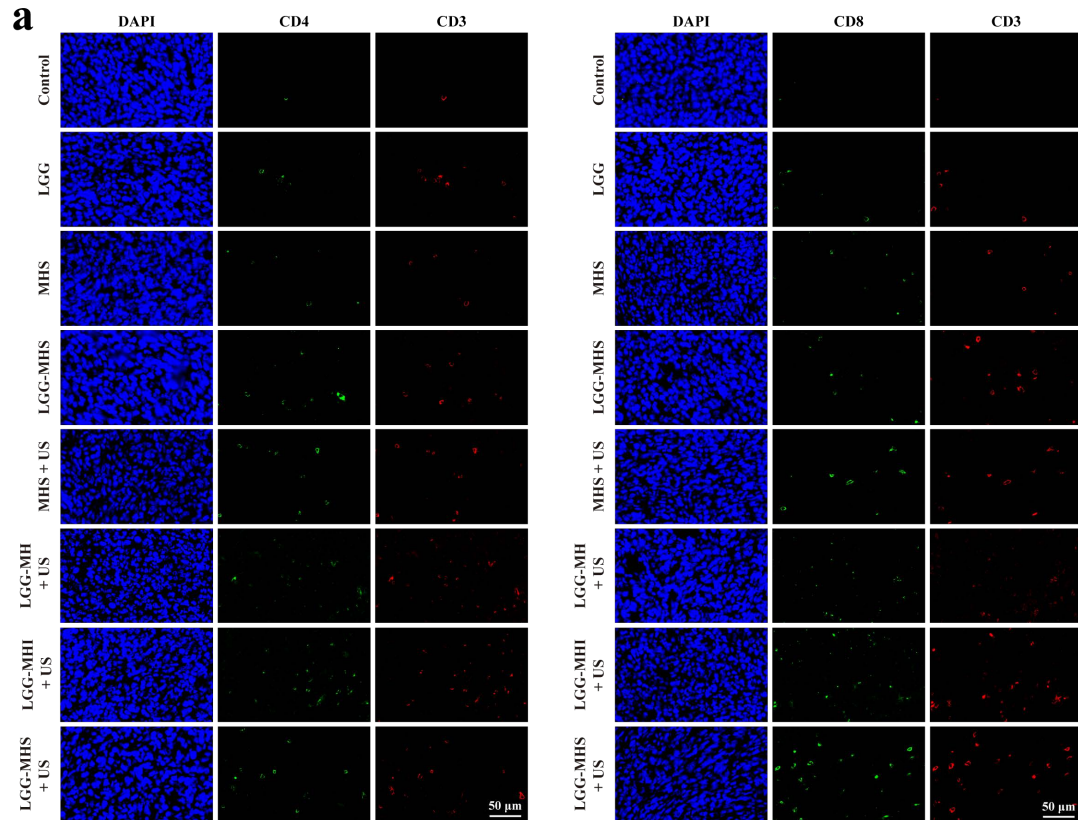 a
DAPI CD4 CD3 DAPI CD8 CD3
Control Control
LGG LGG
MHS MHS
LGG-MHS LGG-MHS
MHS + US MHS + US
LGG-MH
+ US
LGG-MH
+ US
LGG-MHI
+ US
LGG-MHI
+ US
LGG-MHS
+ US
LGG-MHS
+ US
50 µm 50 µm